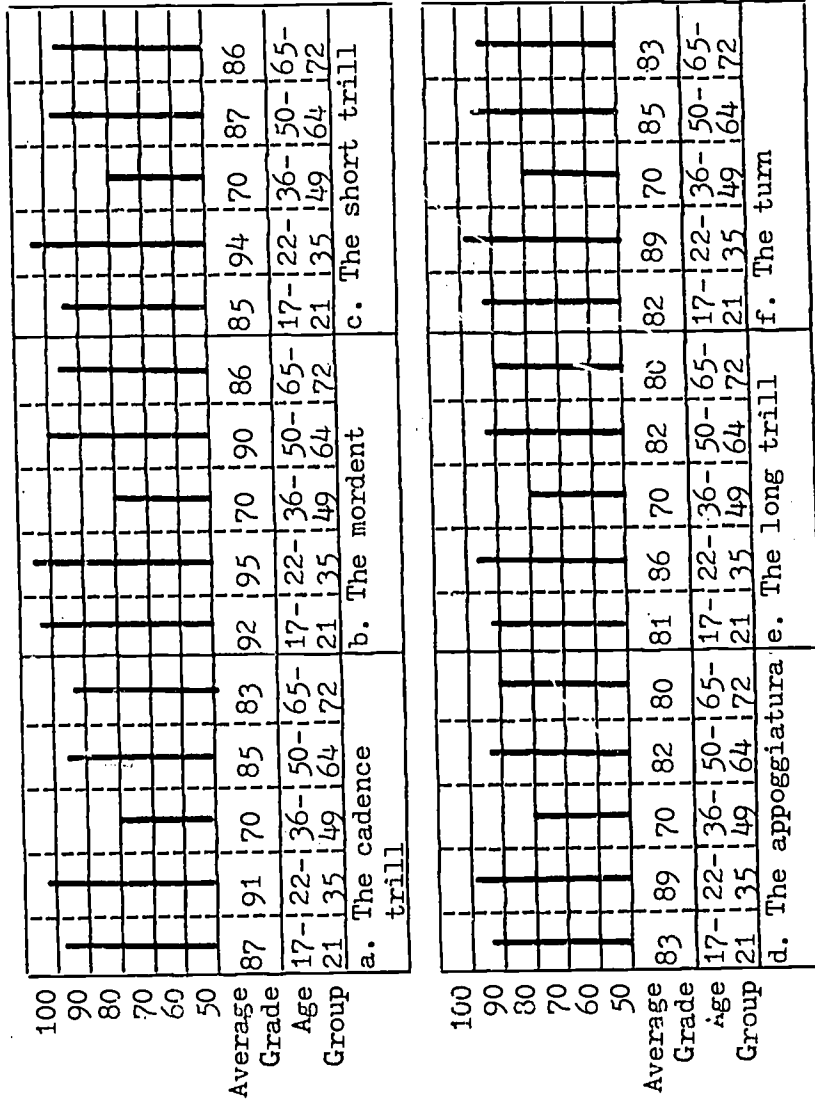 100
90
80
70
60
50
Average Grade 87 91 70 85 83 92 95 70 90 86 85 94 70 87 86
Age Group 17-21 22-35 36-49 50-64 65-72 17-21 22-35 36-49 50-64 65-72 17-21 22-35 36-49 50-64 65-72
a. The cadence trill b. The mordent c. The short trill
100
90
80
70
60
50
Average Grade 83 89 70 82 80 81 86 70 82 80 82 89 70 85 83
Age Group 17-21 22-35 36-49 50-64 65-72 17-21 22-35 36-49 50-64 65-72 17-21 22-35 36-49 50-64 65-72
d. The appoggiatura e. The long trill f. The turn